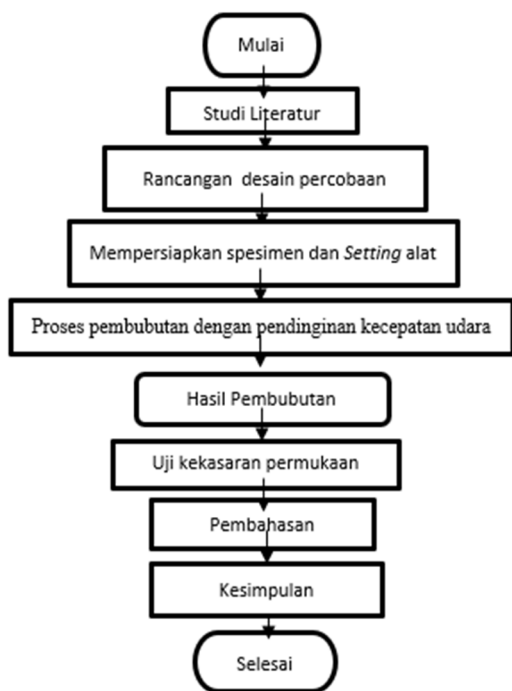 Mulai
Studi Literatur
Rancangan desain percobaan
Mempersiapkan spesimen dan Setting alat
Proses pembubutan dengan pendinginan kecepatan udara
Hasil Pembubutan
Uji kekasaran permukaan
Pembahasan
Kesimpulan
Selesai